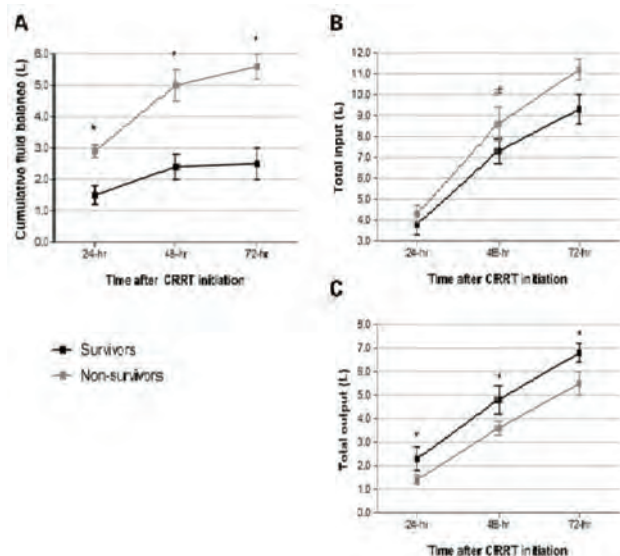 A
Cumulative fluid balance (L)
6.0
5.0
4.0
3.0
2.0
1.0
0.0
24-hr
48-hr
72-hr
Time after CRRT initiation
B
Total input (L)
12.0
11.0
10.0
9.0
8.0
7.0
6.0
5.0
4.0
3.0
#
24-hr
48-hr
72-hr
Time after CRRT initiation
Survivors
Non-survivors
C
Total output (L)
8.0
7.0
6.0
5.0
4.0
3.0
2.0
1.0
0.0
24-hr
48-hr
72-hr
Time after CRRT initiation